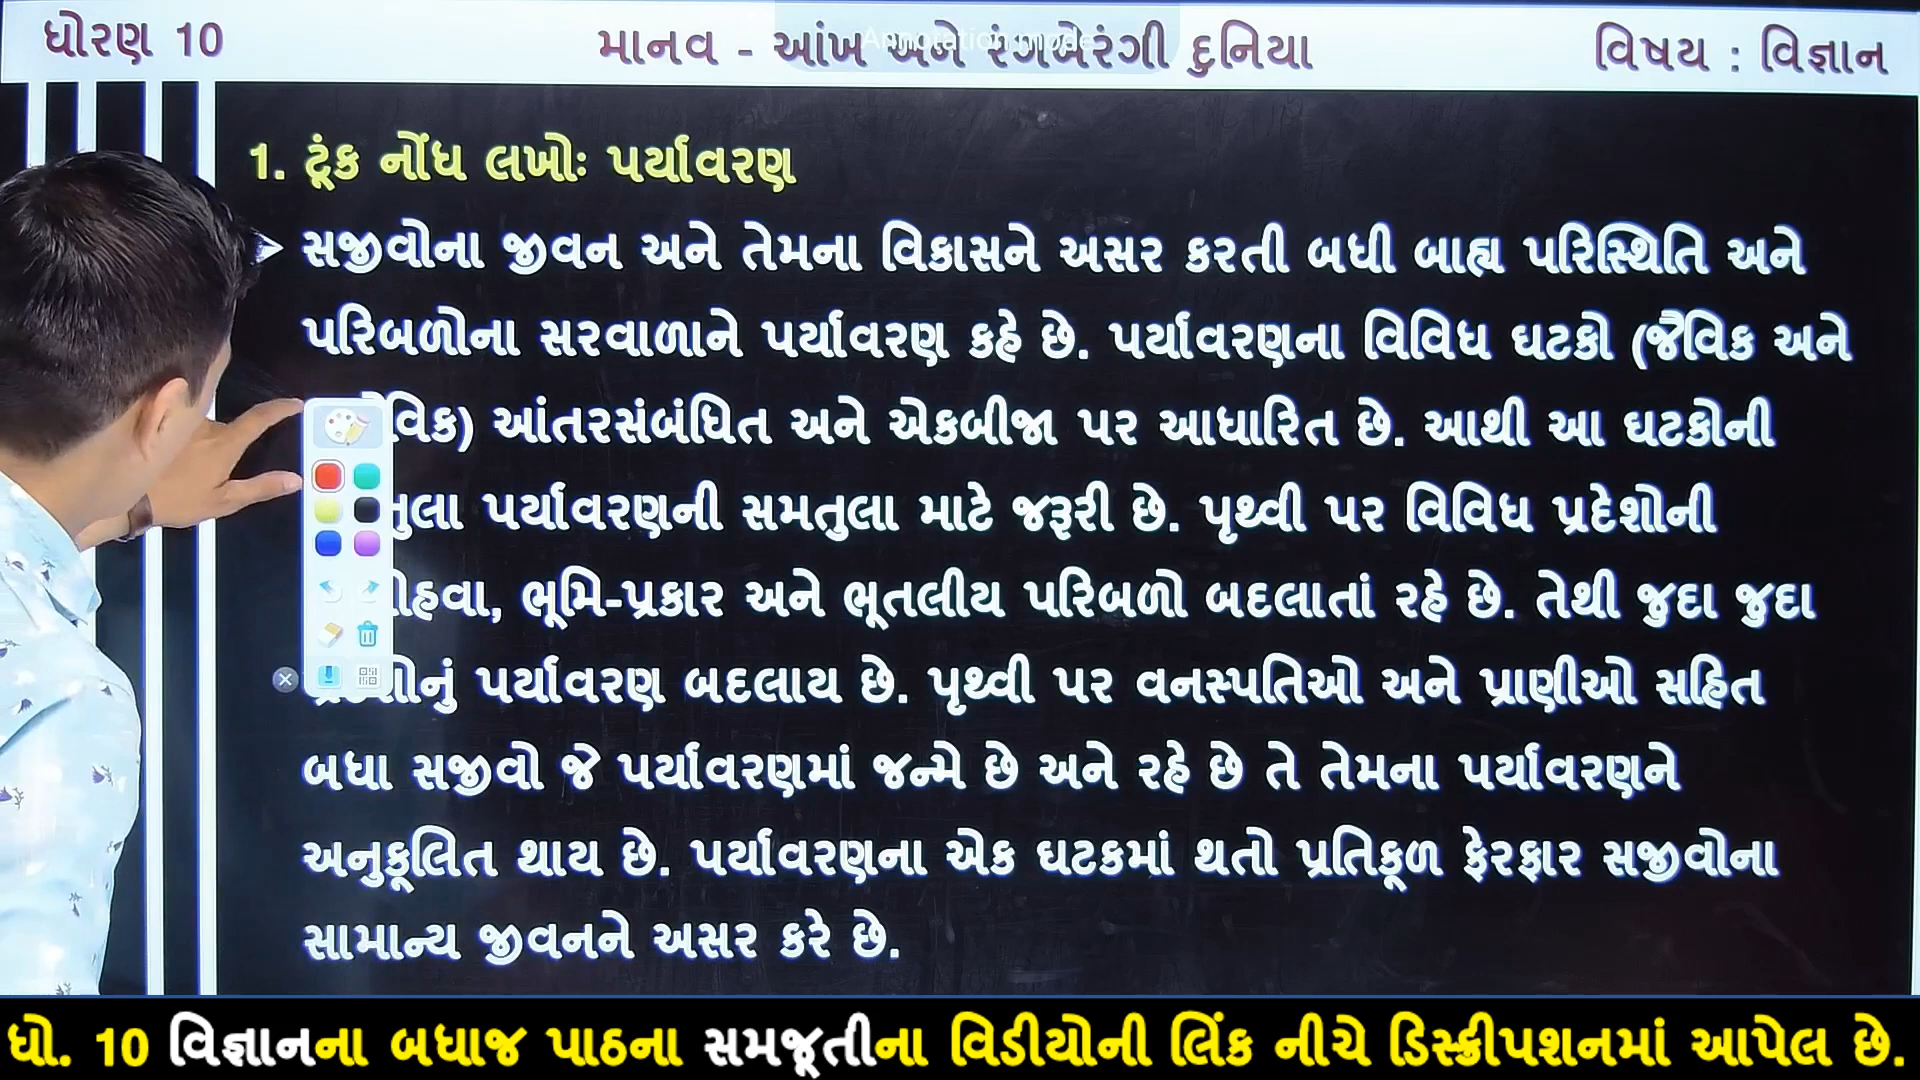 ધોરણ 10
માનવ - આંખ અને રંગબેરંગી દુનિયા
વિષય : વિજ્ઞાન
1. ટૂંક નોંધ લખોઃ પર્યાવરણ
➤ સજીવોના જીવન અને તેમના વિકાસને અસર કરતી બધી બાહ્ય પરિસ્થિતિ અને
પરિબળોના સરવાળાને પર્યાવરણ કહે છે. પર્યાવરણના વિવિધ ઘટકો (જૈવિક અને
આંતરસંબંધિત અને એકબીજા પર આધારિત છે. આથી આ ઘટકોની
પર્યાવરણની સમતુલા માટે જરૂરી છે. પૃથ્વી પર વિવિધ પ્રદેશોની
ભૂમિ-પ્રકાર અને ભૂતલીય પરિબળો બદલાતાં રહે છે. તેથી જુદા જુદા
પર્યાવરણ બદલાય છે. પૃથ્વી પર વનસ્પતિઓ અને પ્રાણીઓ સહિત
બધા સજીવો જે પર્યાવરણમાં જન્મે છે અને રહે છે તે તેમના પર્યાવરણને
અનુકૂલિત થાય છે. પર્યાવરણના એક ઘટકમાં થતો પ્રતિકૂળ ફેરફાર સજીવોના
સામાન્ય જીવનને અસર કરે છે.
ધો. 10 વિજ્ઞાનના બધાજ પાઠના સમજૂતીના વિડીયોની લિંક નીચે ડિસ્ક્રીપશનમાં આપેલ છે.